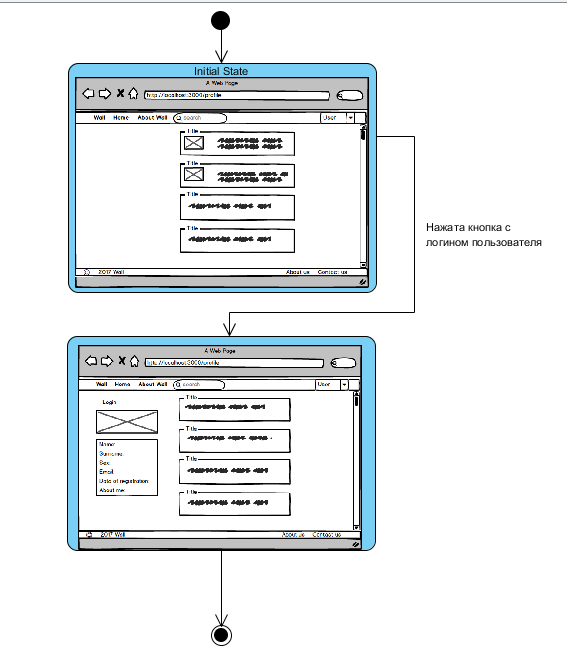 Initial State
A Web Page
http://localhost:3000/profile
Wall Home About Wall search User
Title
Title
Title
Title
2017 Wall About us Contact us
Нажата кнопка с
логином пользователя
A Web Page
http://localhost:3000/profile
Wall Home About Wall search User
Login
Title
Title
Title
Title
Name:
Surname:
Sex:
Email:
Date of registration:
About me:
© 2017 Wall About us Contact us